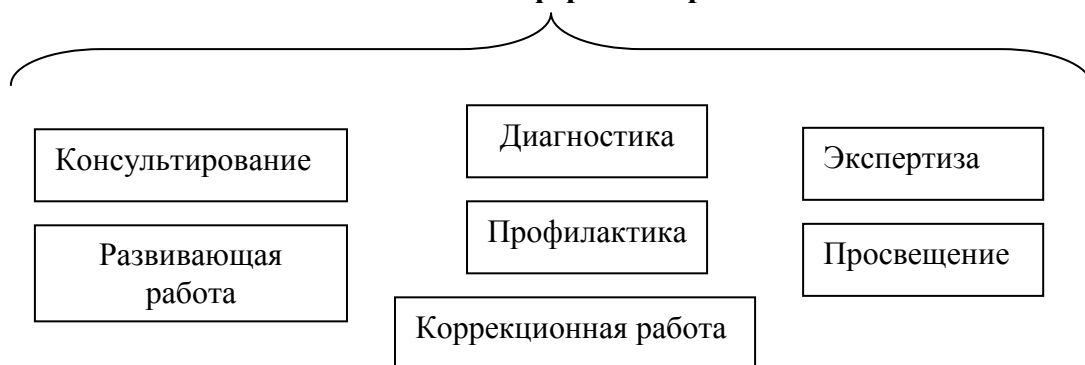 Консультирование
Диагностика
Экспертиза
Развивающая
работа
Профилактика
Просвещение
Коррекционная работа